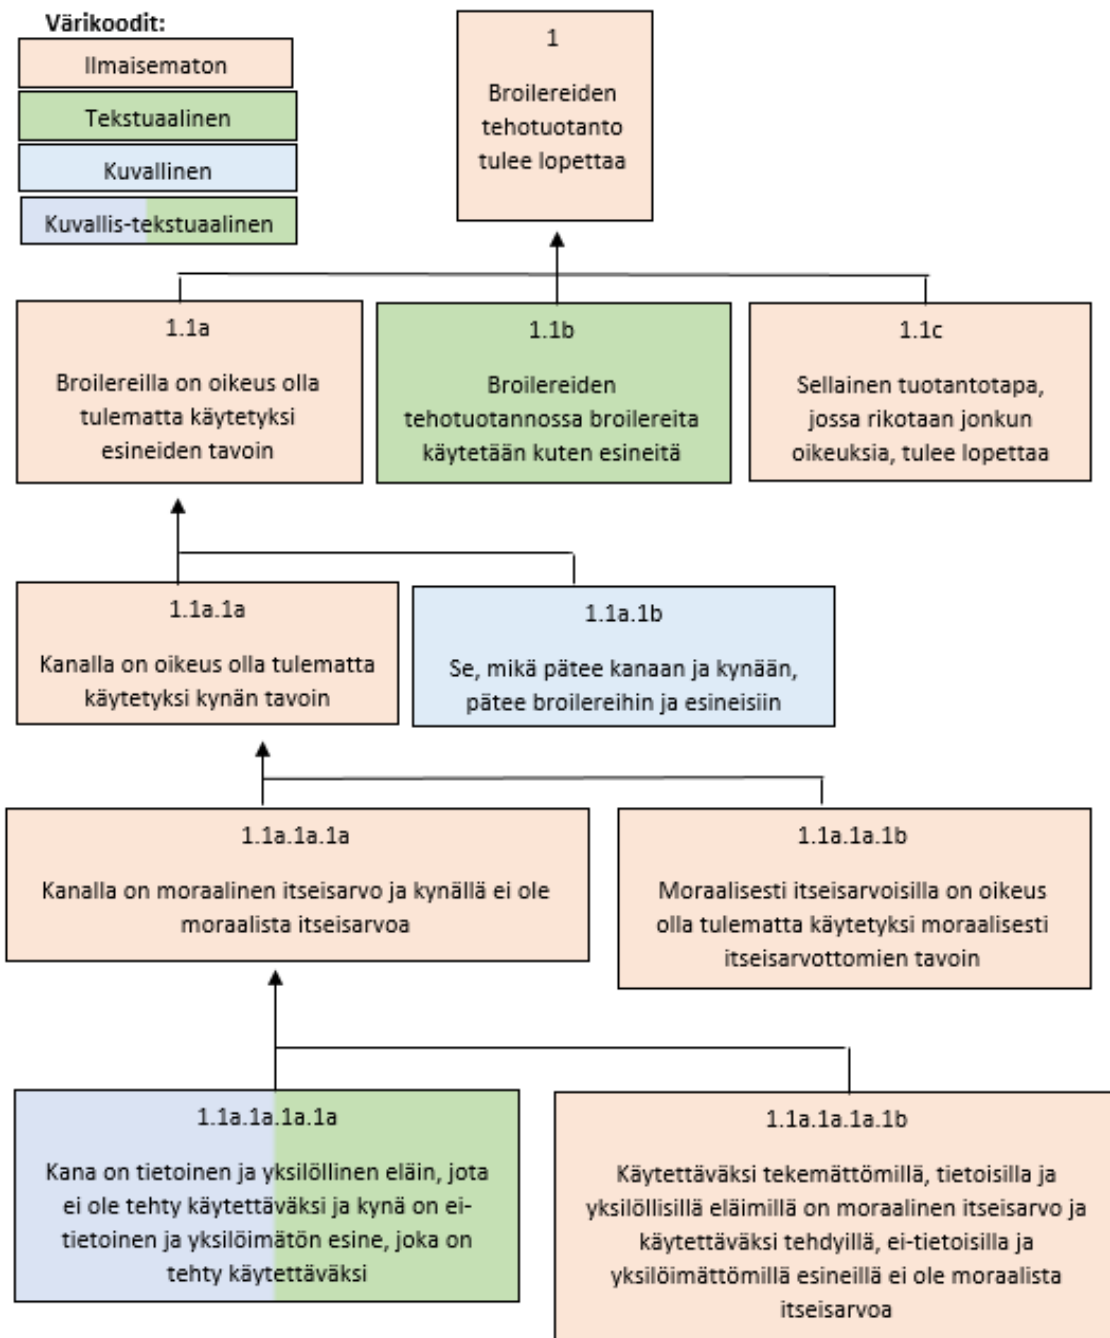 Värikoodit:
Ilmaisematon
Tekstuaalinen
Kuvallinen
Kuvallis-tekstuaalinen
1
Broilereiden
tehotuotanto
tulee lopettaa
1.1a
Broilereilla on oikeus olla
tulematta käytetyksi
esineiden tavoin
1.1b
Broilereiden
tehotuotannossa broilereita
käytetään kuten esineitä
1.1c
Sellainen tuotantotapa,
jossa rikotaan jonkun
oikeuksia, tulee lopettaa
1.1a.1a
Kanalla on oikeus olla tulematta
käytetyksi kynän tavoin
1.1a.1b
Se, mikä pätee kanaan ja kynään,
pätee broilereihin ja esineisiin
1.1a.1a.1a
Kanalla on moraalinen itseisarvo ja kynällä ei ole
moraalista itseisarvoa
1.1a.1a.1b
Moraalisesti itseisarvoisilla on oikeus
olla tulematta käytetyksi moraalisesti
itseisarvottomien tavoin
1.1a.1a.1a.1a
Kana on tietoinen ja yksilöllinen eläin, jota
ei ole tehty käytettäväksi ja kynä on ei-
tietoinen ja yksilöimätön esine, joka on
tehty käytettäväksi
1.1a.1a.1a.1b
Käytettäväksi tekemättömillä, tietoisilla ja
yksilöllisillä eläimillä on moraalinen itseisarvo ja
käytettäväksi tehdyillä, ei-tietoisilla ja
yksilöimättömillä esineillä ei ole moraalista
itseisarvoa